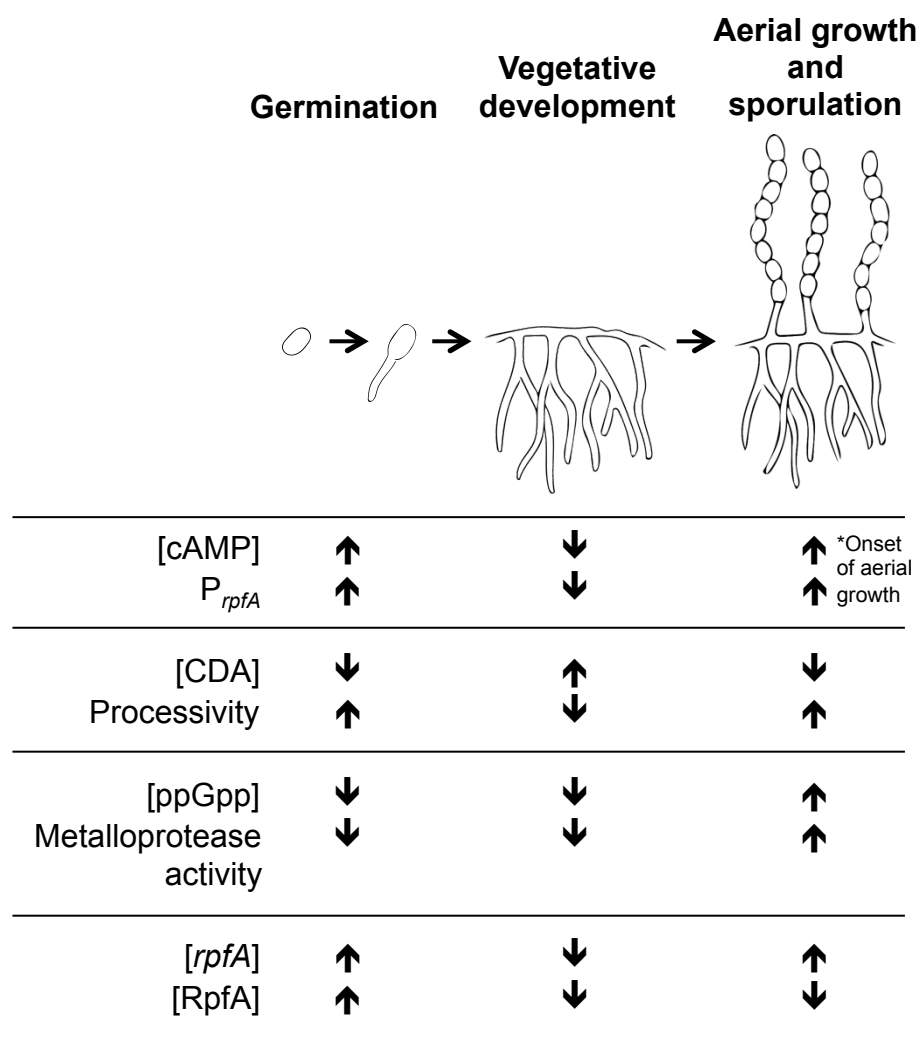 Germination
Vegetative
development
Aerial growth
and
sporulation
[cAMP] ↑ ↓ ↑
*Onset
of aerial
growth
PrpfA ↑ ↓ ↑
[CDA] ↓ ↑ ↓
Processivity ↑ ↓ ↑
[ppGpp] ↓ ↓ ↑
Metalloprotease ↓ ↓ ↑
activity
[rpfA] ↑ ↓ ↑
[RpfA] ↑ ↓ ↓